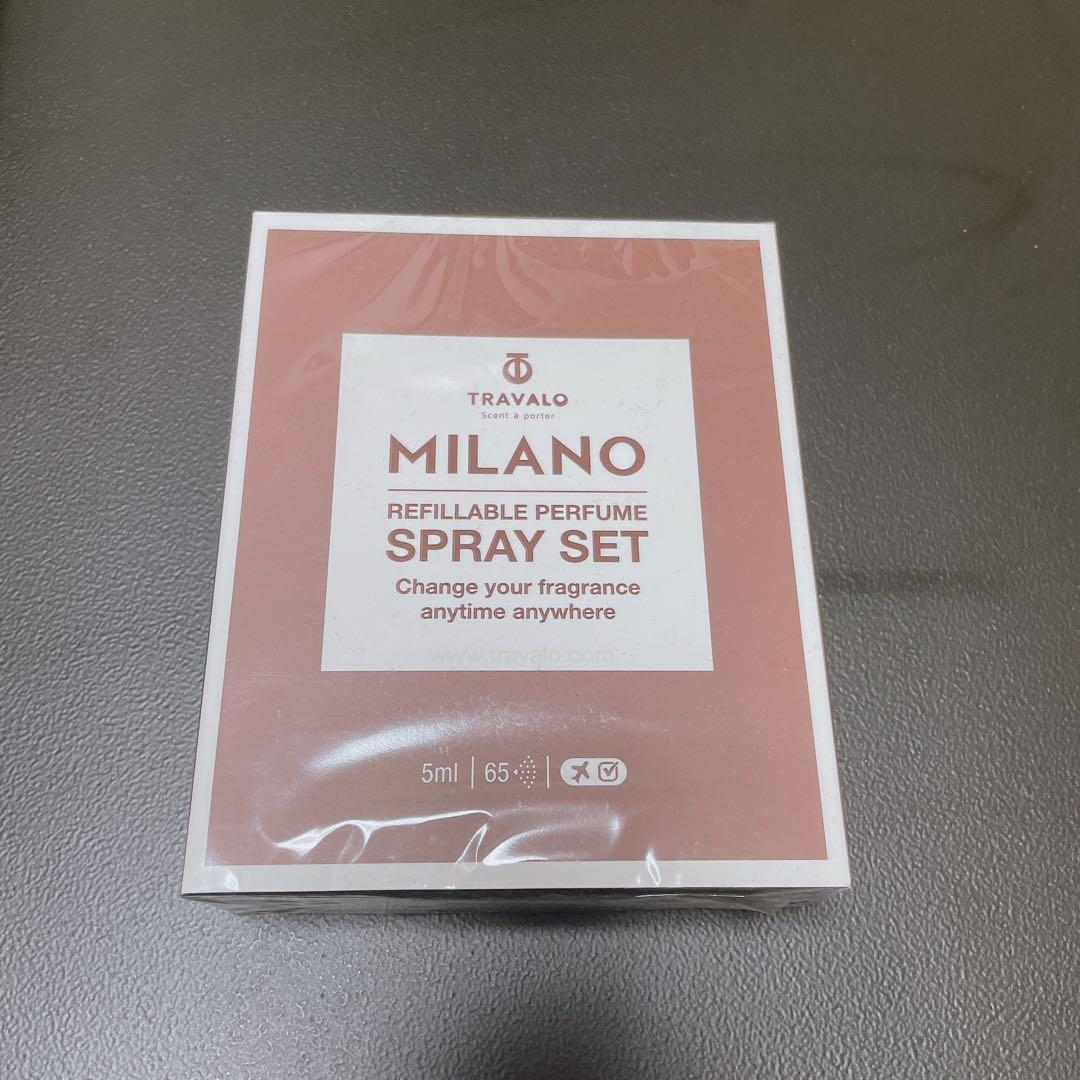 TRAVALO
Scent à porter
MILANO
REFILLABLE PERFUME
SPRAY SET
Change your fragrance
anytime anywhere
www.travalo.com
5ml | 65